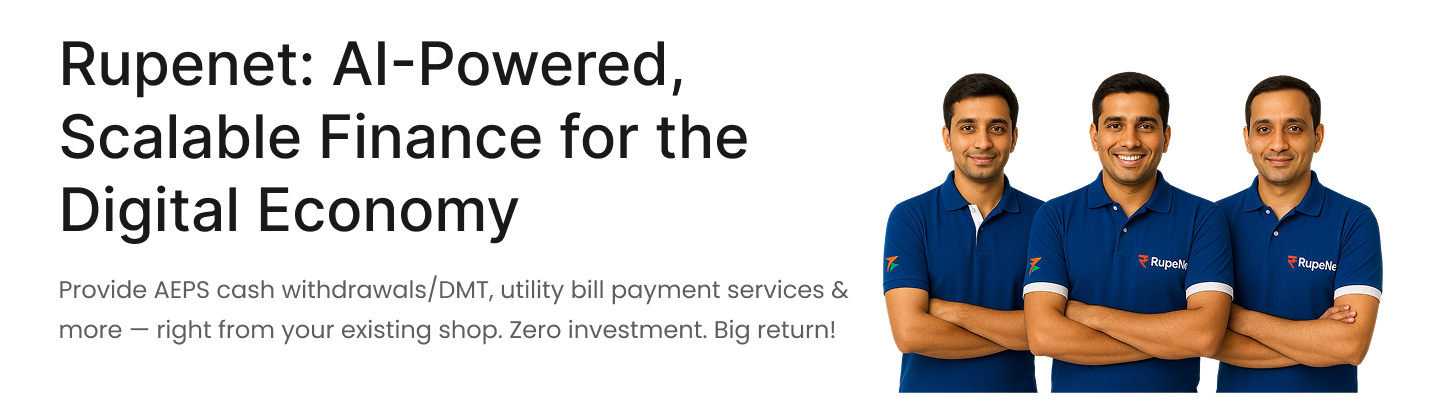 Rupenet: AI-Powered,
Scalable Finance for the
Digital Economy
Provide AEPS cash withdrawals/DMT, utility bill payment services &
more — right from your existing shop. Zero investment. Big return!
RupeNe
RupeNe